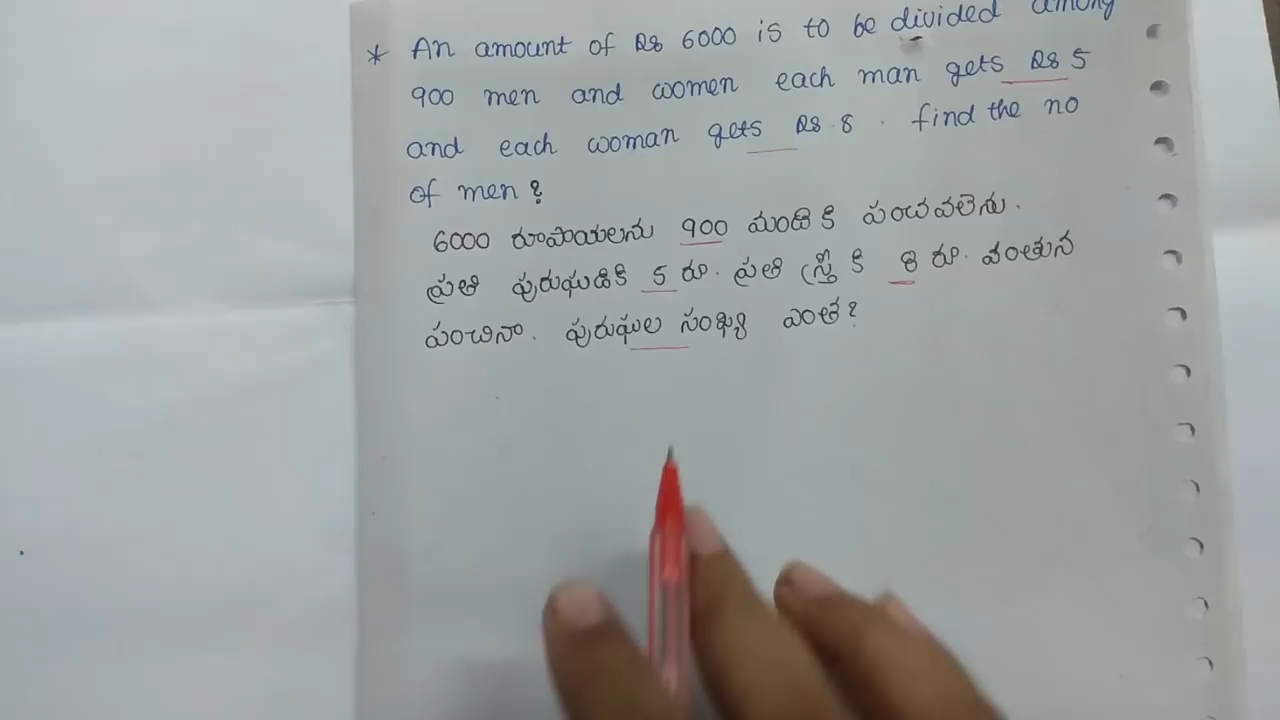 * An amount of Rs 6000 is to be divided among
900 men and women each man gets Rs 5
and each woman gets Rs. 8 . find the no
of men ?
6000 రూపాయలను 900 మందికి పంచవలెను.
ప్రతి పురుషుడికి 5 రూ. ప్రతి స్త్రీ కి 8 రూ. వంతున
పంచినా. పురుషుల సంఖ్య ఎంత?